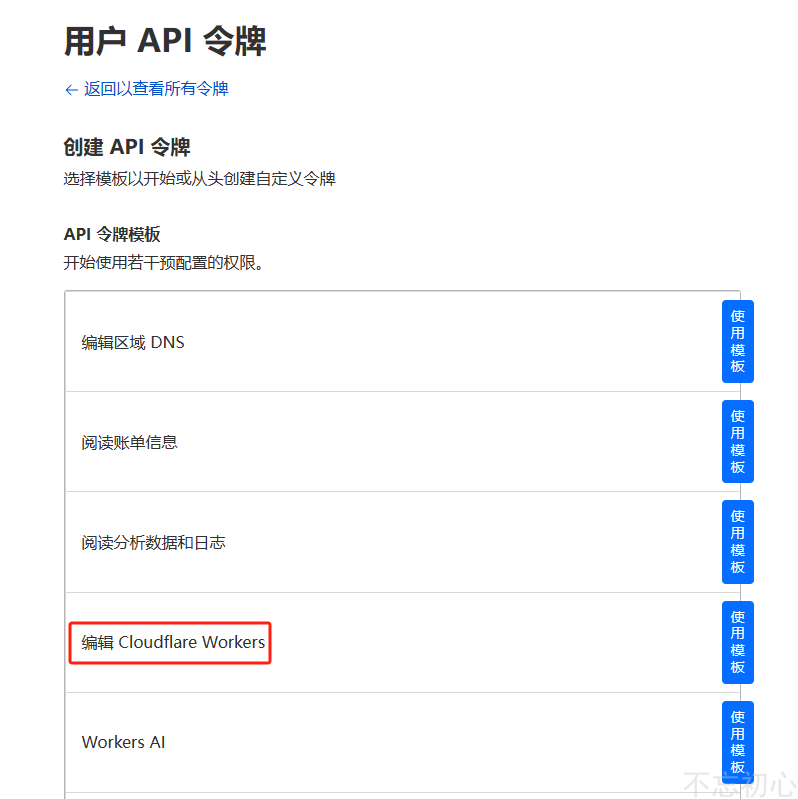 用户 API 令牌
← 返回以查看所有令牌
创建 API 令牌
选择模板以开始或从头创建自定义令牌
API 令牌模板
开始使用若干预配置的权限。
编辑区域 DNS
使用模板
阅读账单信息
使用模板
阅读分析数据和日志
使用模板
编辑 Cloudflare Workers
使用模板
Workers AI
使用模板
不忘初心